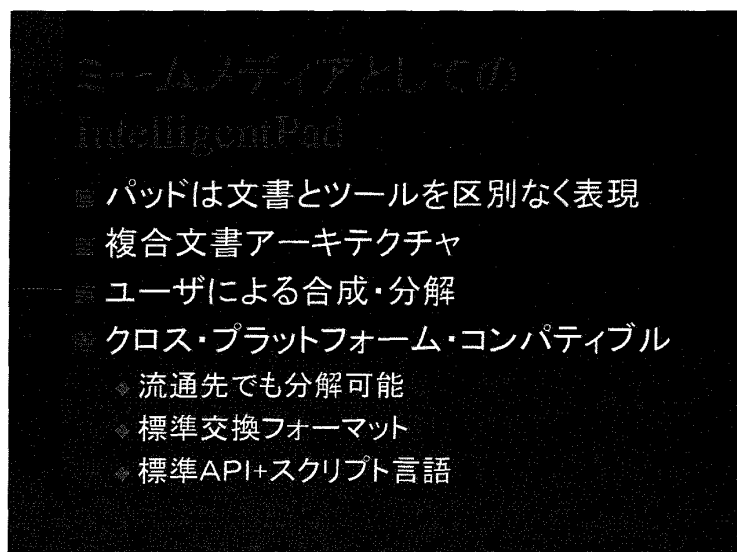 ミームメディアとしての
IntelligentPad
パッドは文書とツールを区別なく表現
複合文書アーキテクチャ
ユーザによる合成・分解
クロス・プラットフォーム・コンパティブル
流通先でも分解可能
標準交換フォーマット
標準API+スクリプト言語